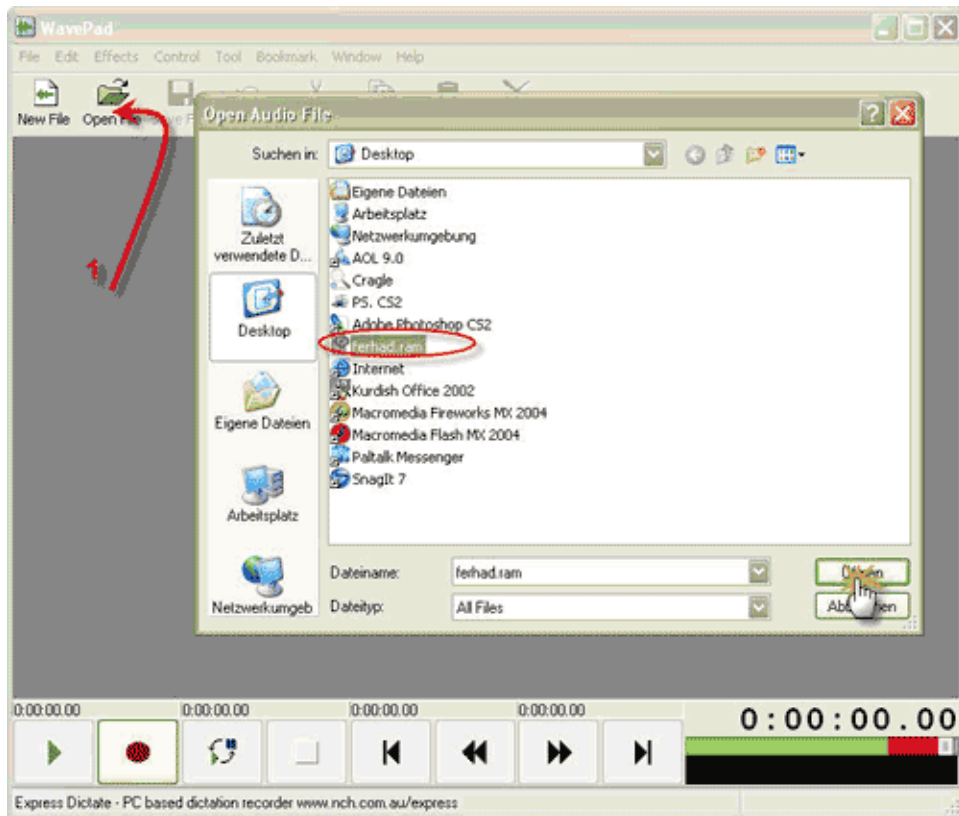 WavePad
File Edit Effects Control Tool Bookmark Window Help
New File Open File
Open Audio File
Suchen in: Desktop
Zuletzt
verwendete D...
Desktop
Eigene Dateien
Arbeitsplatz
Netzwerkumgeb
Eigene Dateien
Arbeitsplatz
Netzwerkumgebung
AOL 9.0
Cragle
PS. CS2
Adobe Photoshop CS2
ferhad.ram
Internet
Kurdish Office 2002
Macromedia Fireworks MX 2004
Macromedia Flash MX 2004
Paltalk Messenger
SnagIt 7
Dateiname: ferhad.ram
Dateityp: All Files
1
0:00:00.00 0:00:00.00 0:00:00.00 0:00:00.00
0:00:00.00
Express Dictate - PC based dictation recorder www.nch.com.au/express